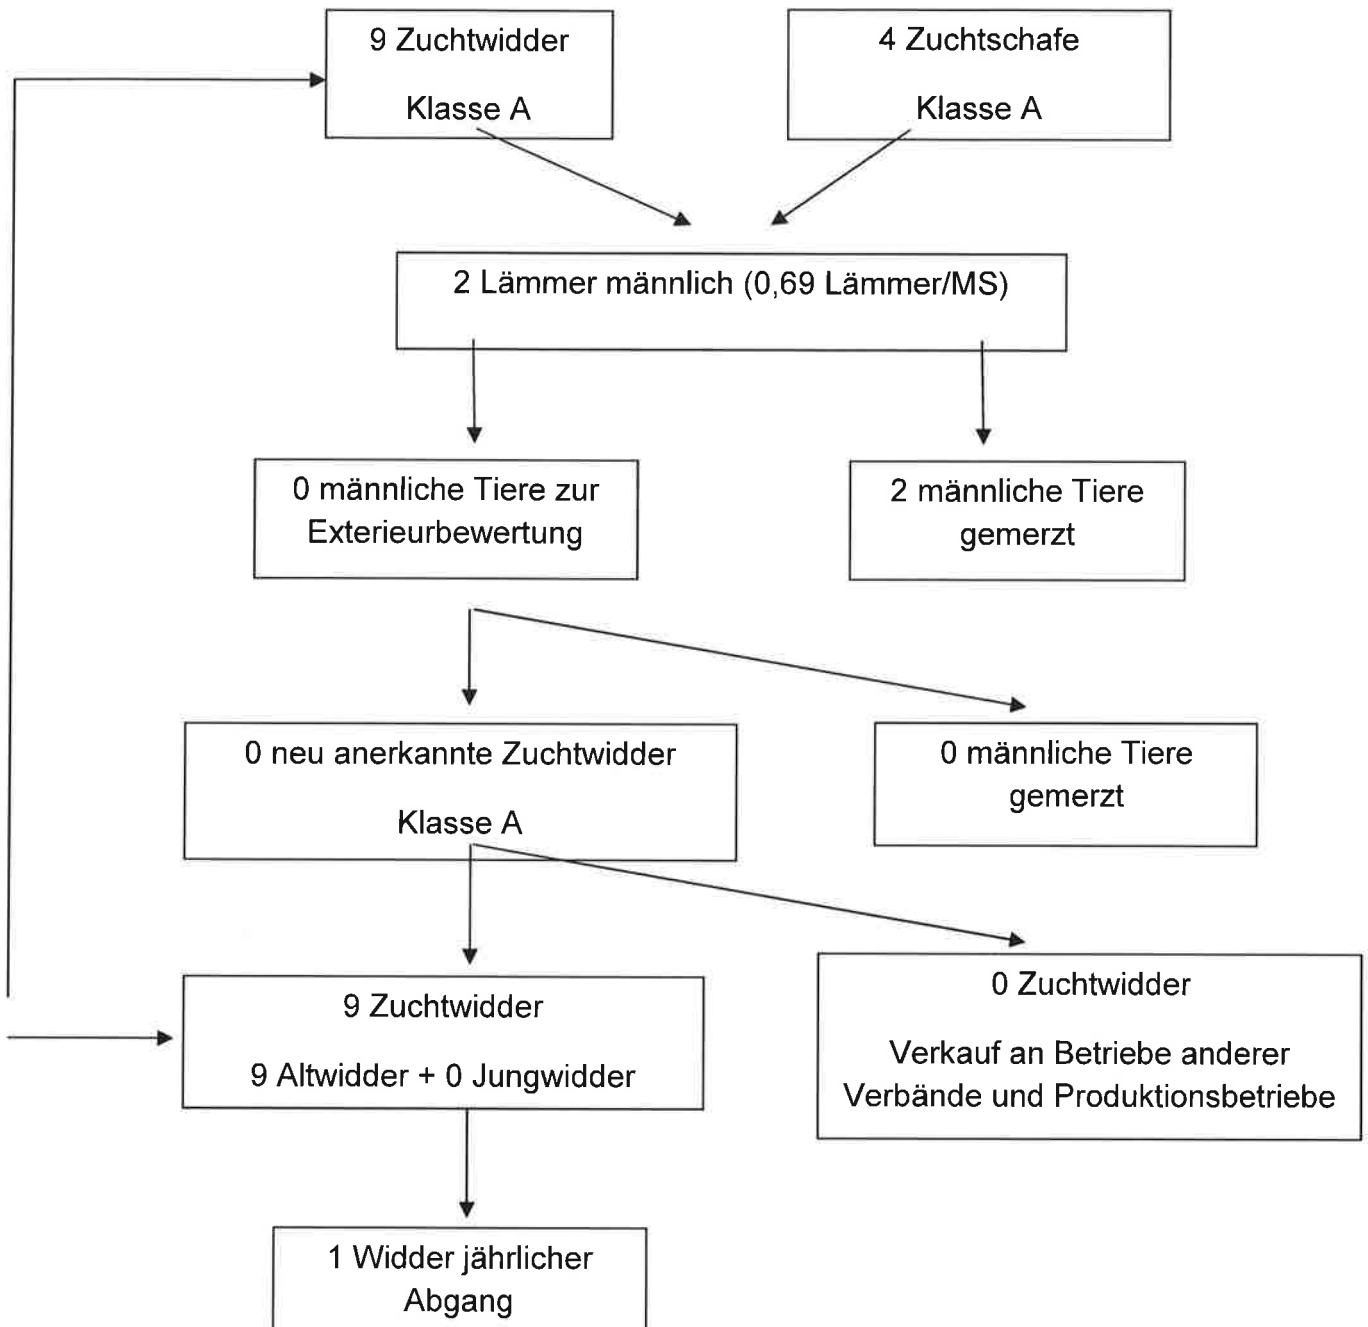 9 Zuchtwidder
Klasse A
4 Zuchtschafe
Klasse A
2 Lämmer männlich (0,69 Lämmer/MS)
0 männliche Tiere zur
Exterieurbewertung
2 männliche Tiere
gemerzt
0 neu anerkannte Zuchtwidder
Klasse A
0 männliche Tiere
gemerzt
9 Zuchtwidder
9 Altwidder + 0 Jungwidder
0 Zuchtwidder
Verkauf an Betriebe anderer
Verbände und Produktionsbetriebe
1 Widder jährlicher
Abgang